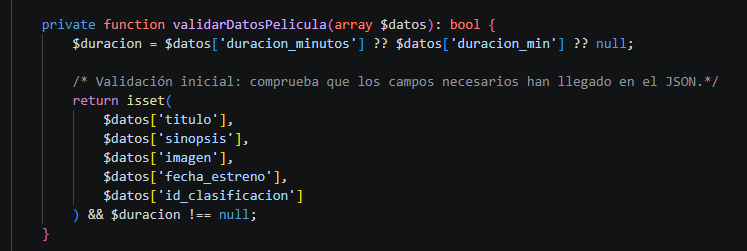 private function validarDatosPelicula(array $datos): bool {
$duracion = $datos['duracion_minutos'] ?? $datos['duracion_min'] ?? null;
/* Validación inicial: comprueba que los campos necesarios han llegado en el JSON.*/
return isset(
$datos['titulo'],
$datos['sinopsis'],
$datos['imagen'],
$datos['fecha_estreno'],
$datos['id_clasificacion']
) && $duracion !== null;
}